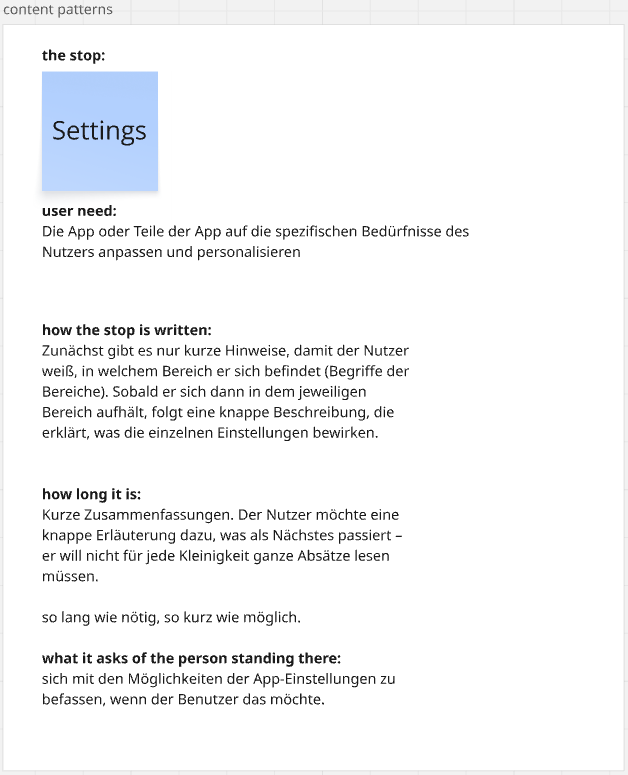 content patterns
the stop:
Settings
user need:
Die App oder Teile der App auf die spezifischen Bedürfnisse des
Nutzers anpassen und personalisieren
how the stop is written:
Zunächst gibt es nur kurze Hinweise, damit der Nutzer
weiß, in welchem Bereich er sich befindet (Begriffe der
Bereiche). Sobald er sich dann in dem jeweiligen
Bereich aufhält, folgt eine knappe Beschreibung, die
erklärt, was die einzelnen Einstellungen bewirken.
how long it is:
Kurze Zusammenfassungen. Der Nutzer möchte eine
knappe Erläuterung dazu, was als Nächstes passiert –
er will nicht für jede Kleinigkeit ganze Absätze lesen
müssen.
so lang wie nötig, so kurz wie möglich.
what it asks of the person standing there:
sich mit den Möglichkeiten der App-Einstellungen zu
befassen, wenn der Benutzer das möchte.